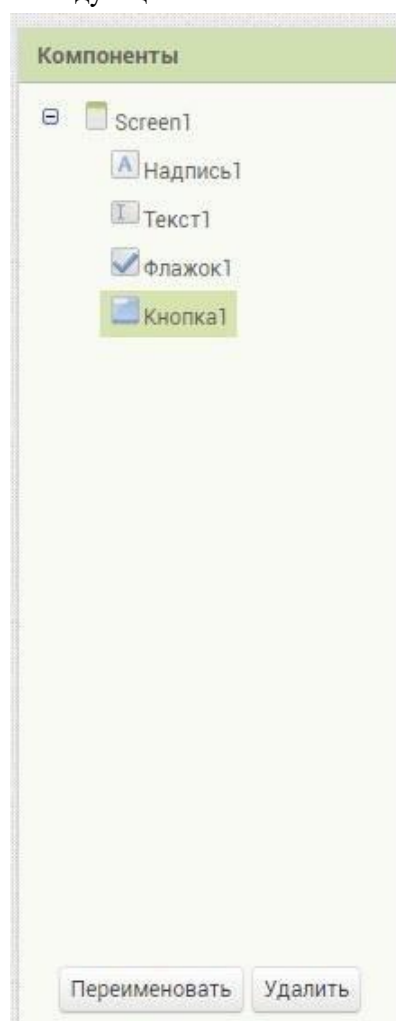 Компоненты
Screen1
Надпись1
Текст1
Флажок1
Кнопка1
Переименовать Удалить